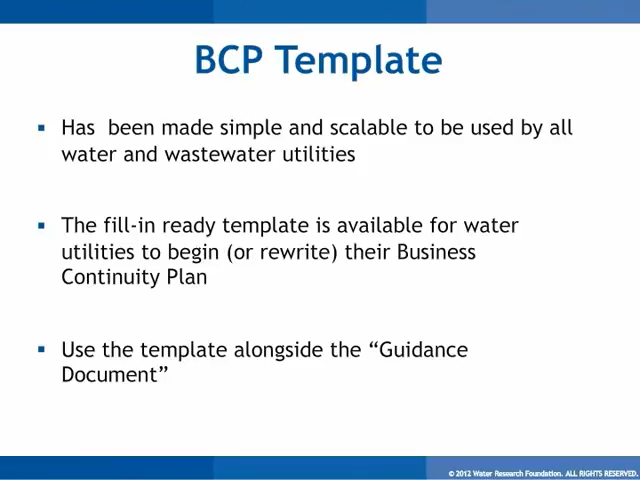 BCP Template
▪ Has  been made simple and scalable to be used by all
water and wastewater utilities
▪ The fill-in ready template is available for water
utilities to begin (or rewrite) their Business
Continuity Plan
▪ Use the template alongside the “Guidance
Document”
© 2012 Water Research Foundation. ALL RIGHTS RESERVED.